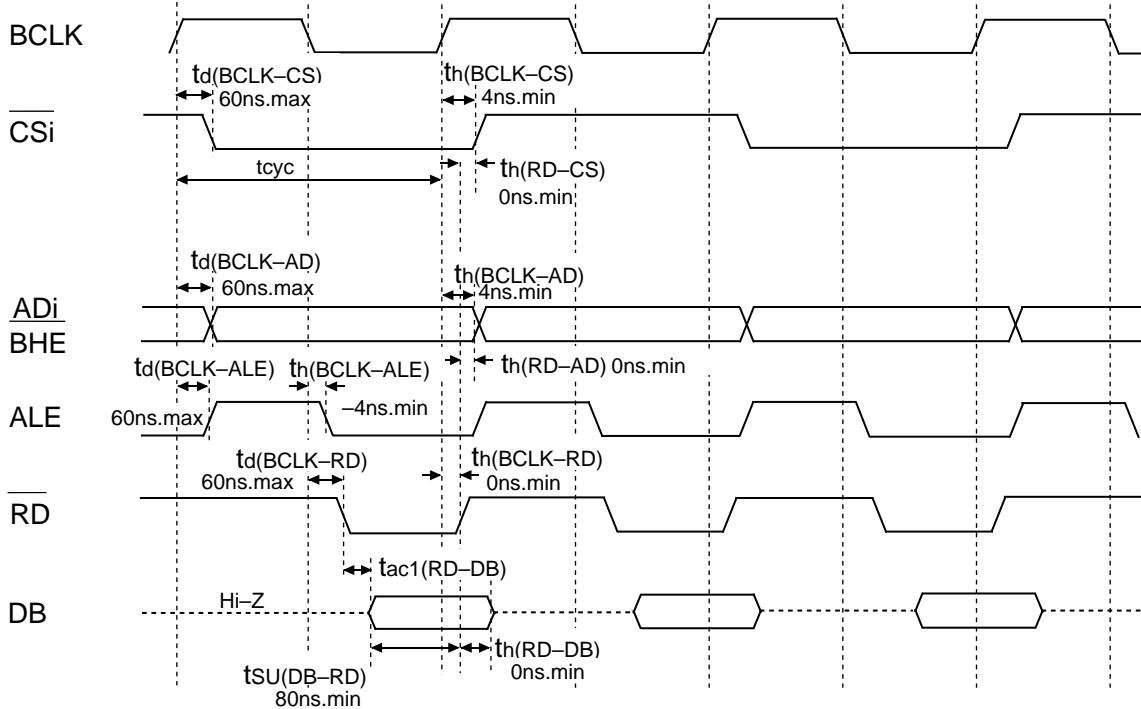 BCLK
td(BCLK–CS)
60ns.max
th(BCLK–CS)
4ns.min
CSi
tcyc
th(RD–CS)
0ns.min
td(BCLK–AD)
60ns.max
th(BCLK–AD)
4ns.min
ADi
BHE
th(RD–AD) 0ns.min
td(BCLK–ALE)
th(BCLK–ALE)
60ns.max
–4ns.min
ALE
td(BCLK–RD)
60ns.max
th(BCLK–RD)
0ns.min
RD
tac1(RD–DB)
Hi–Z
DB
th(RD–DB)
0ns.min
tSU(DB–RD)
80ns.min